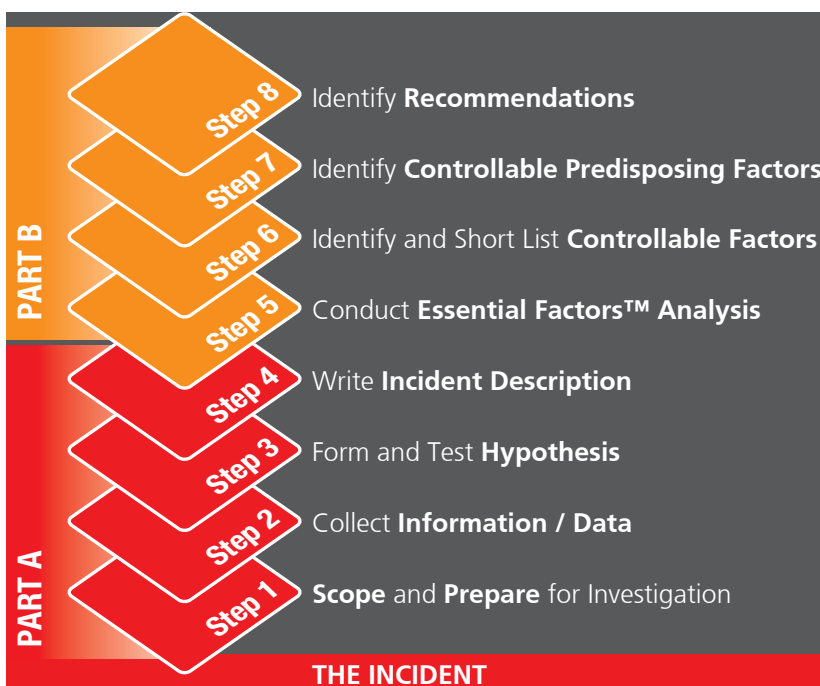 PART B
Step 8
Identify Recommendations
Step 7
Identify Controllable Predisposing Factors
Step 6
Identify and Short List Controllable Factors
Step 5
Conduct Essential Factors™ Analysis
PART A
Step 4
Write Incident Description
Step 3
Form and Test Hypothesis
Step 2
Collect Information / Data
Step 1
Scope and Prepare for Investigation
THE INCIDENT